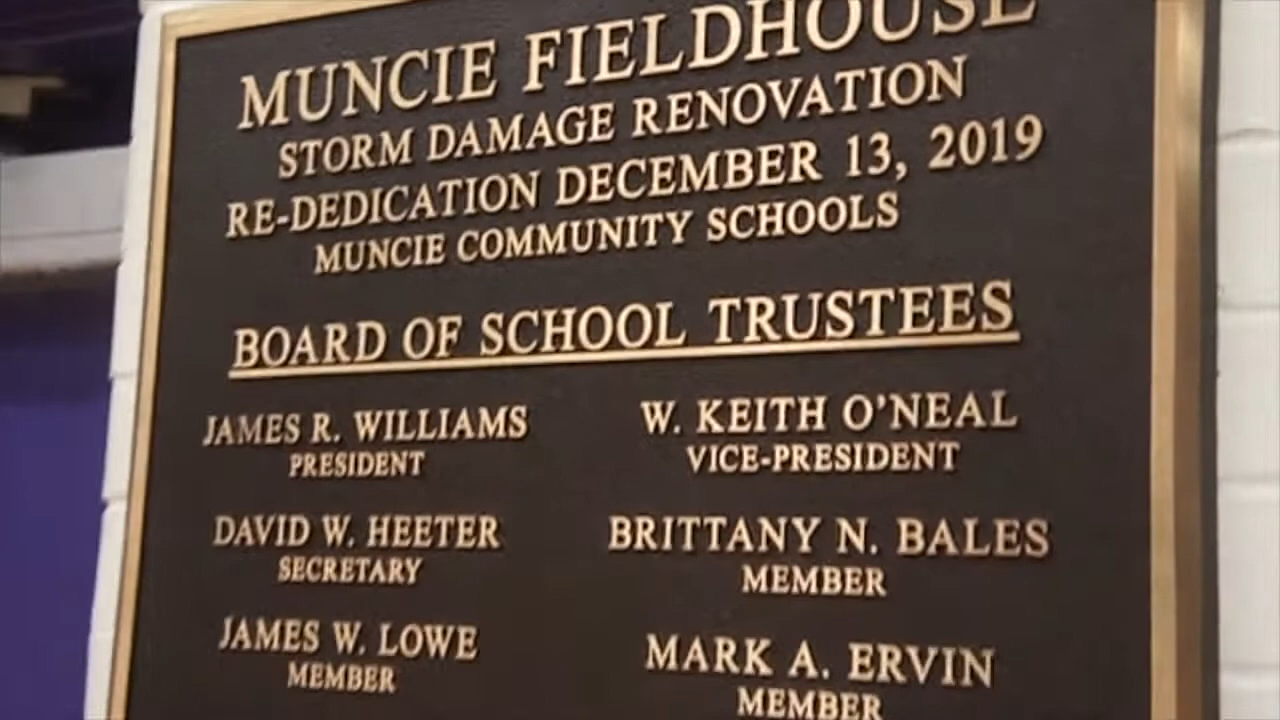 MUNCIE FIELDHOUSE
STORM DAMAGE RENOVATION
RE-DEDICATION DECEMBER 13, 2019
MUNCIE COMMUNITY SCHOOLS
BOARD OF SCHOOL TRUSTEES
JAMES R. WILLIAMS
PRESIDENT
W. KEITH O'NEAL
VICE-PRESIDENT
DAVID W. HEETER
SECRETARY
BRITTANY N. BALES
MEMBER
JAMES W. LOWE
MEMBER
MARK A. ERVIN
MEMBER